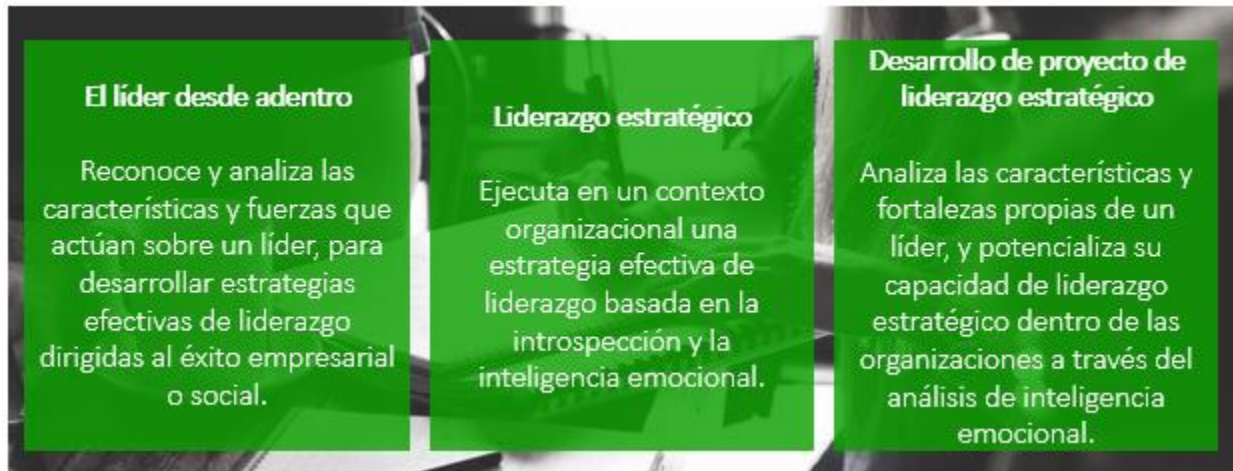 El líder desde adentro
Reconoce y analiza las
características y fuerzas que
actúan sobre un líder, para
desarrollar estrategias
efectivas de liderazgo
dirigidas al éxito empresarial
o social.
Liderazgo estratégico
Ejecuta en un contexto
organizacional una
estrategia efectiva de
liderazgo basada en la
introspección y la
inteligencia emocional.
Desarrollo de proyecto de
liderazgo estratégico
Analiza las características y
fortalezas propias de un
líder, y potencializa su
capacidad de liderazgo
estratégico dentro de las
organizaciones a través del
análisis de inteligencia
emocional.